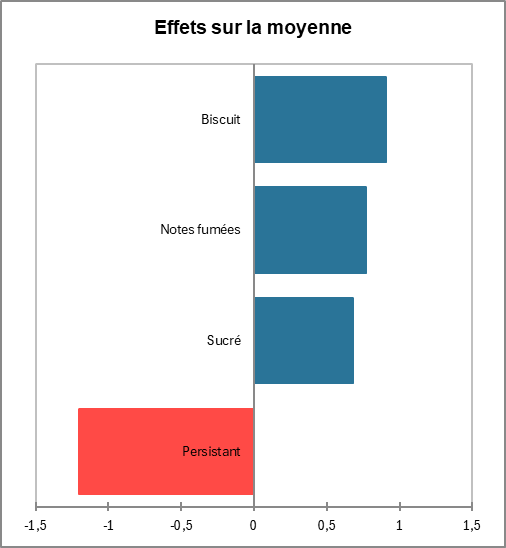 Effets sur la moyenne
Biscuit
Notes fumées
Sucré
Persistant
-1,5 -1 -0,5 0 0,5 1 1,5